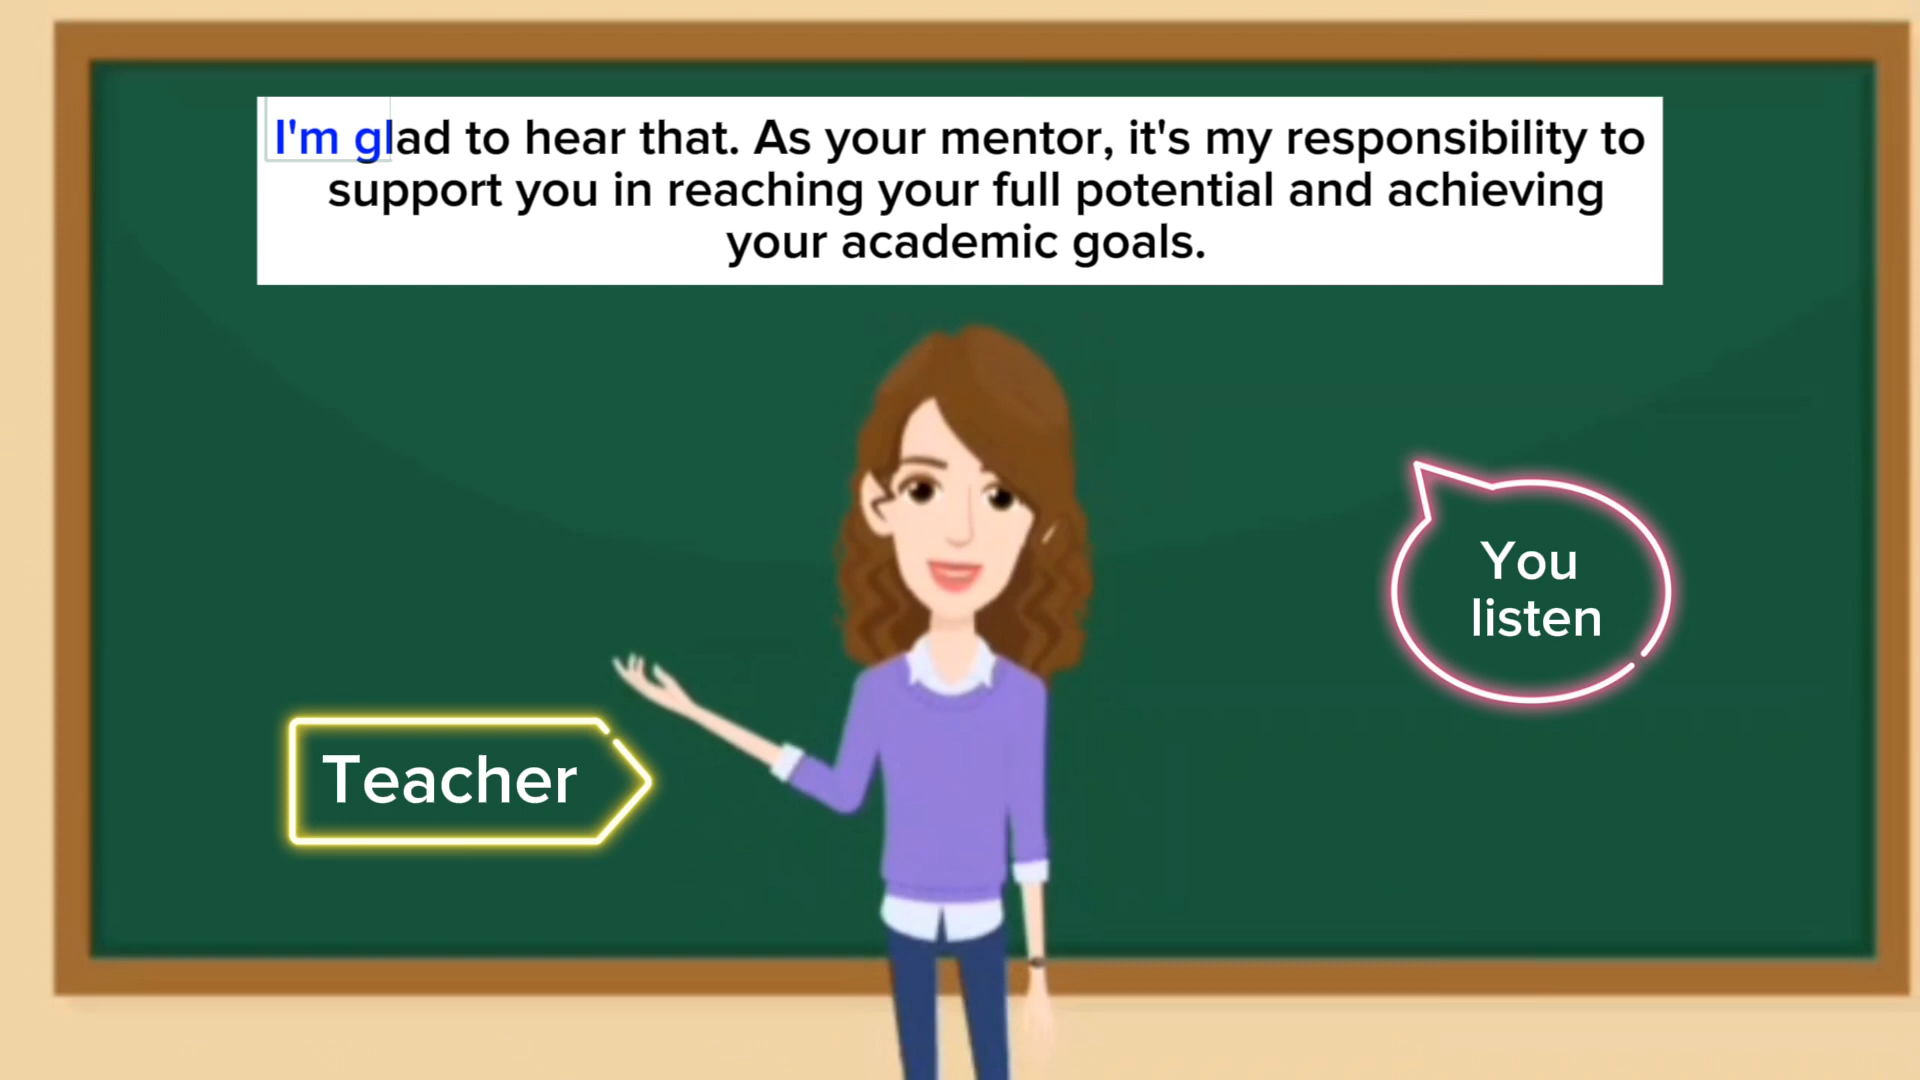 I'm glad to hear that. As your mentor, it's my responsibility to
support you in reaching your full potential and achieving
your academic goals.
You
listen
Teacher